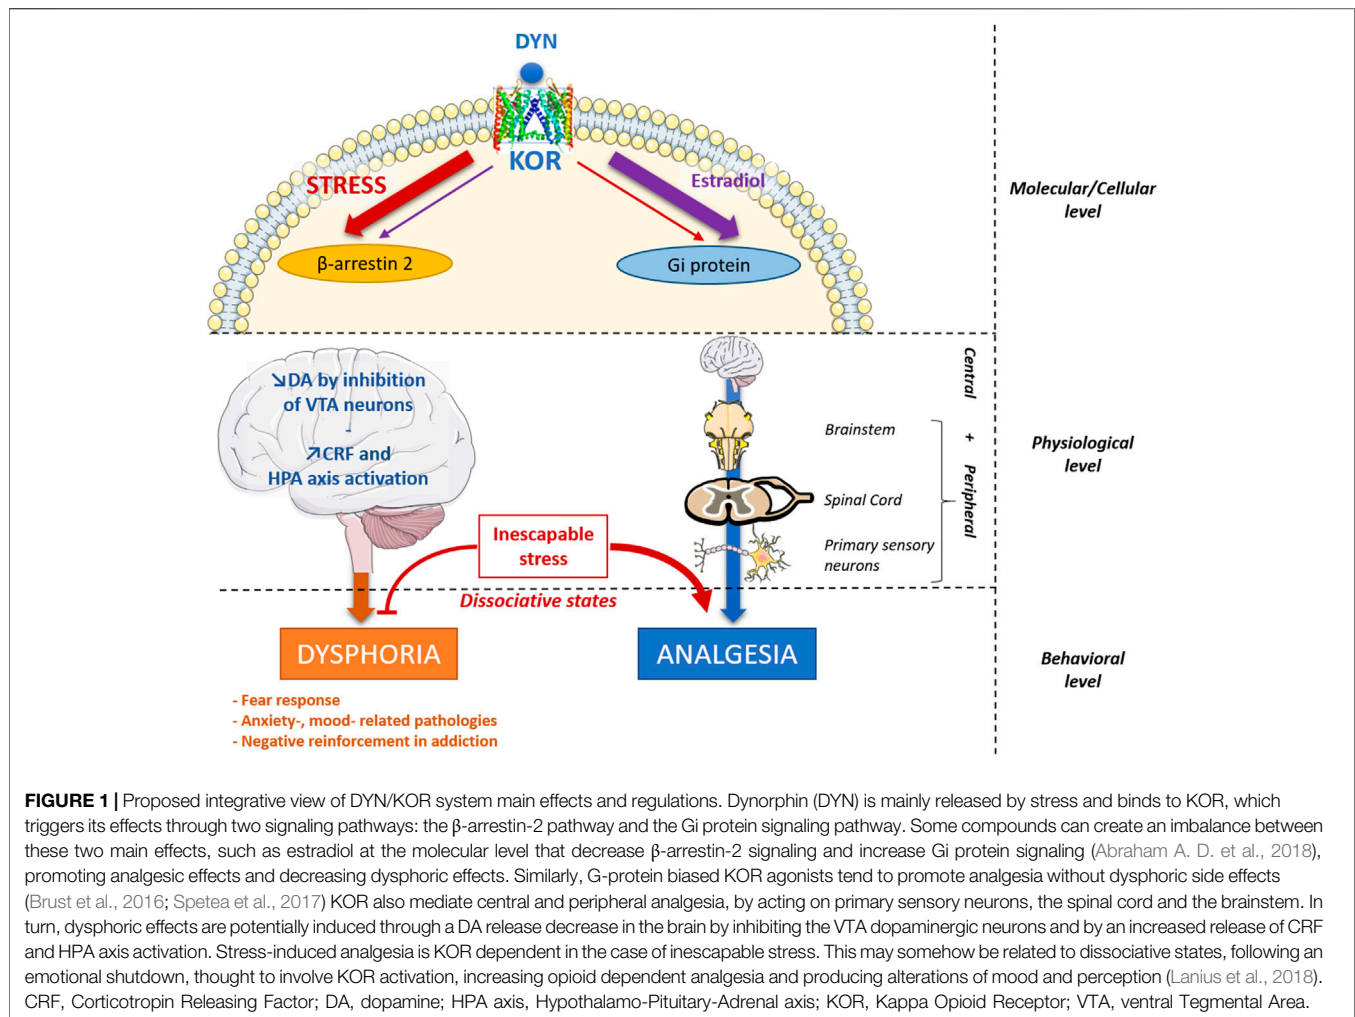 DYN
KOR
STRESS
Estradiol
β-arrestin 2
Gi protein
Molecular/Cellular
level
↘DA by inhibition
of VTA neurons
-
↗CRF and
HPA axis activation
Brainstem
Spinal Cord
Primary sensory
neurons
Central + Peripheral
Physiological
level
Inescapable
stress
Dissociative states
DYSPHORIA
ANALGESIA
- Fear response
- Anxiety-, mood- related pathologies
- Negative reinforcement in addiction
Behavioral
level
FIGURE 1 | Proposed integrative view of DYN/KOR system main effects and regulations. Dynorphin (DYN) is mainly released by stress and binds to KOR, which
triggers its effects through two signaling pathways: the β-arrestin-2 pathway and the Gi protein signaling pathway. Some compounds can create an imbalance between
these two main effects, such as estradiol at the molecular level that decrease β-arrestin-2 signaling and increase Gi protein signaling (Abraham A. D. et al., 2018),
promoting analgesic effects and decreasing dysphoric effects. Similarly, G-protein biased KOR agonists tend to promote analgesia without dysphoric side effects
(Brust et al., 2016; Spetea et al., 2017) KOR also mediate central and peripheral analgesia, by acting on primary sensory neurons, the spinal cord and the brainstem. In
turn, dysphoric effects are potentially induced through a DA release decrease in the brain by inhibiting the VTA dopaminergic neurons and by an increased release of CRF
and HPA axis activation. Stress-induced analgesia is KOR dependent in the case of inescapable stress. This may somehow be related to dissociative states, following an
emotional shutdown, thought to involve KOR activation, increasing opioid dependent analgesia and producing alterations of mood and perception (Lanius et al., 2018).
CRF, Corticotropin Releasing Factor; DA, dopamine; HPA axis, Hypothalamo-Pituitary-Adrenal axis; KOR, Kappa Opioid Receptor; VTA, ventral Tegmental Area.